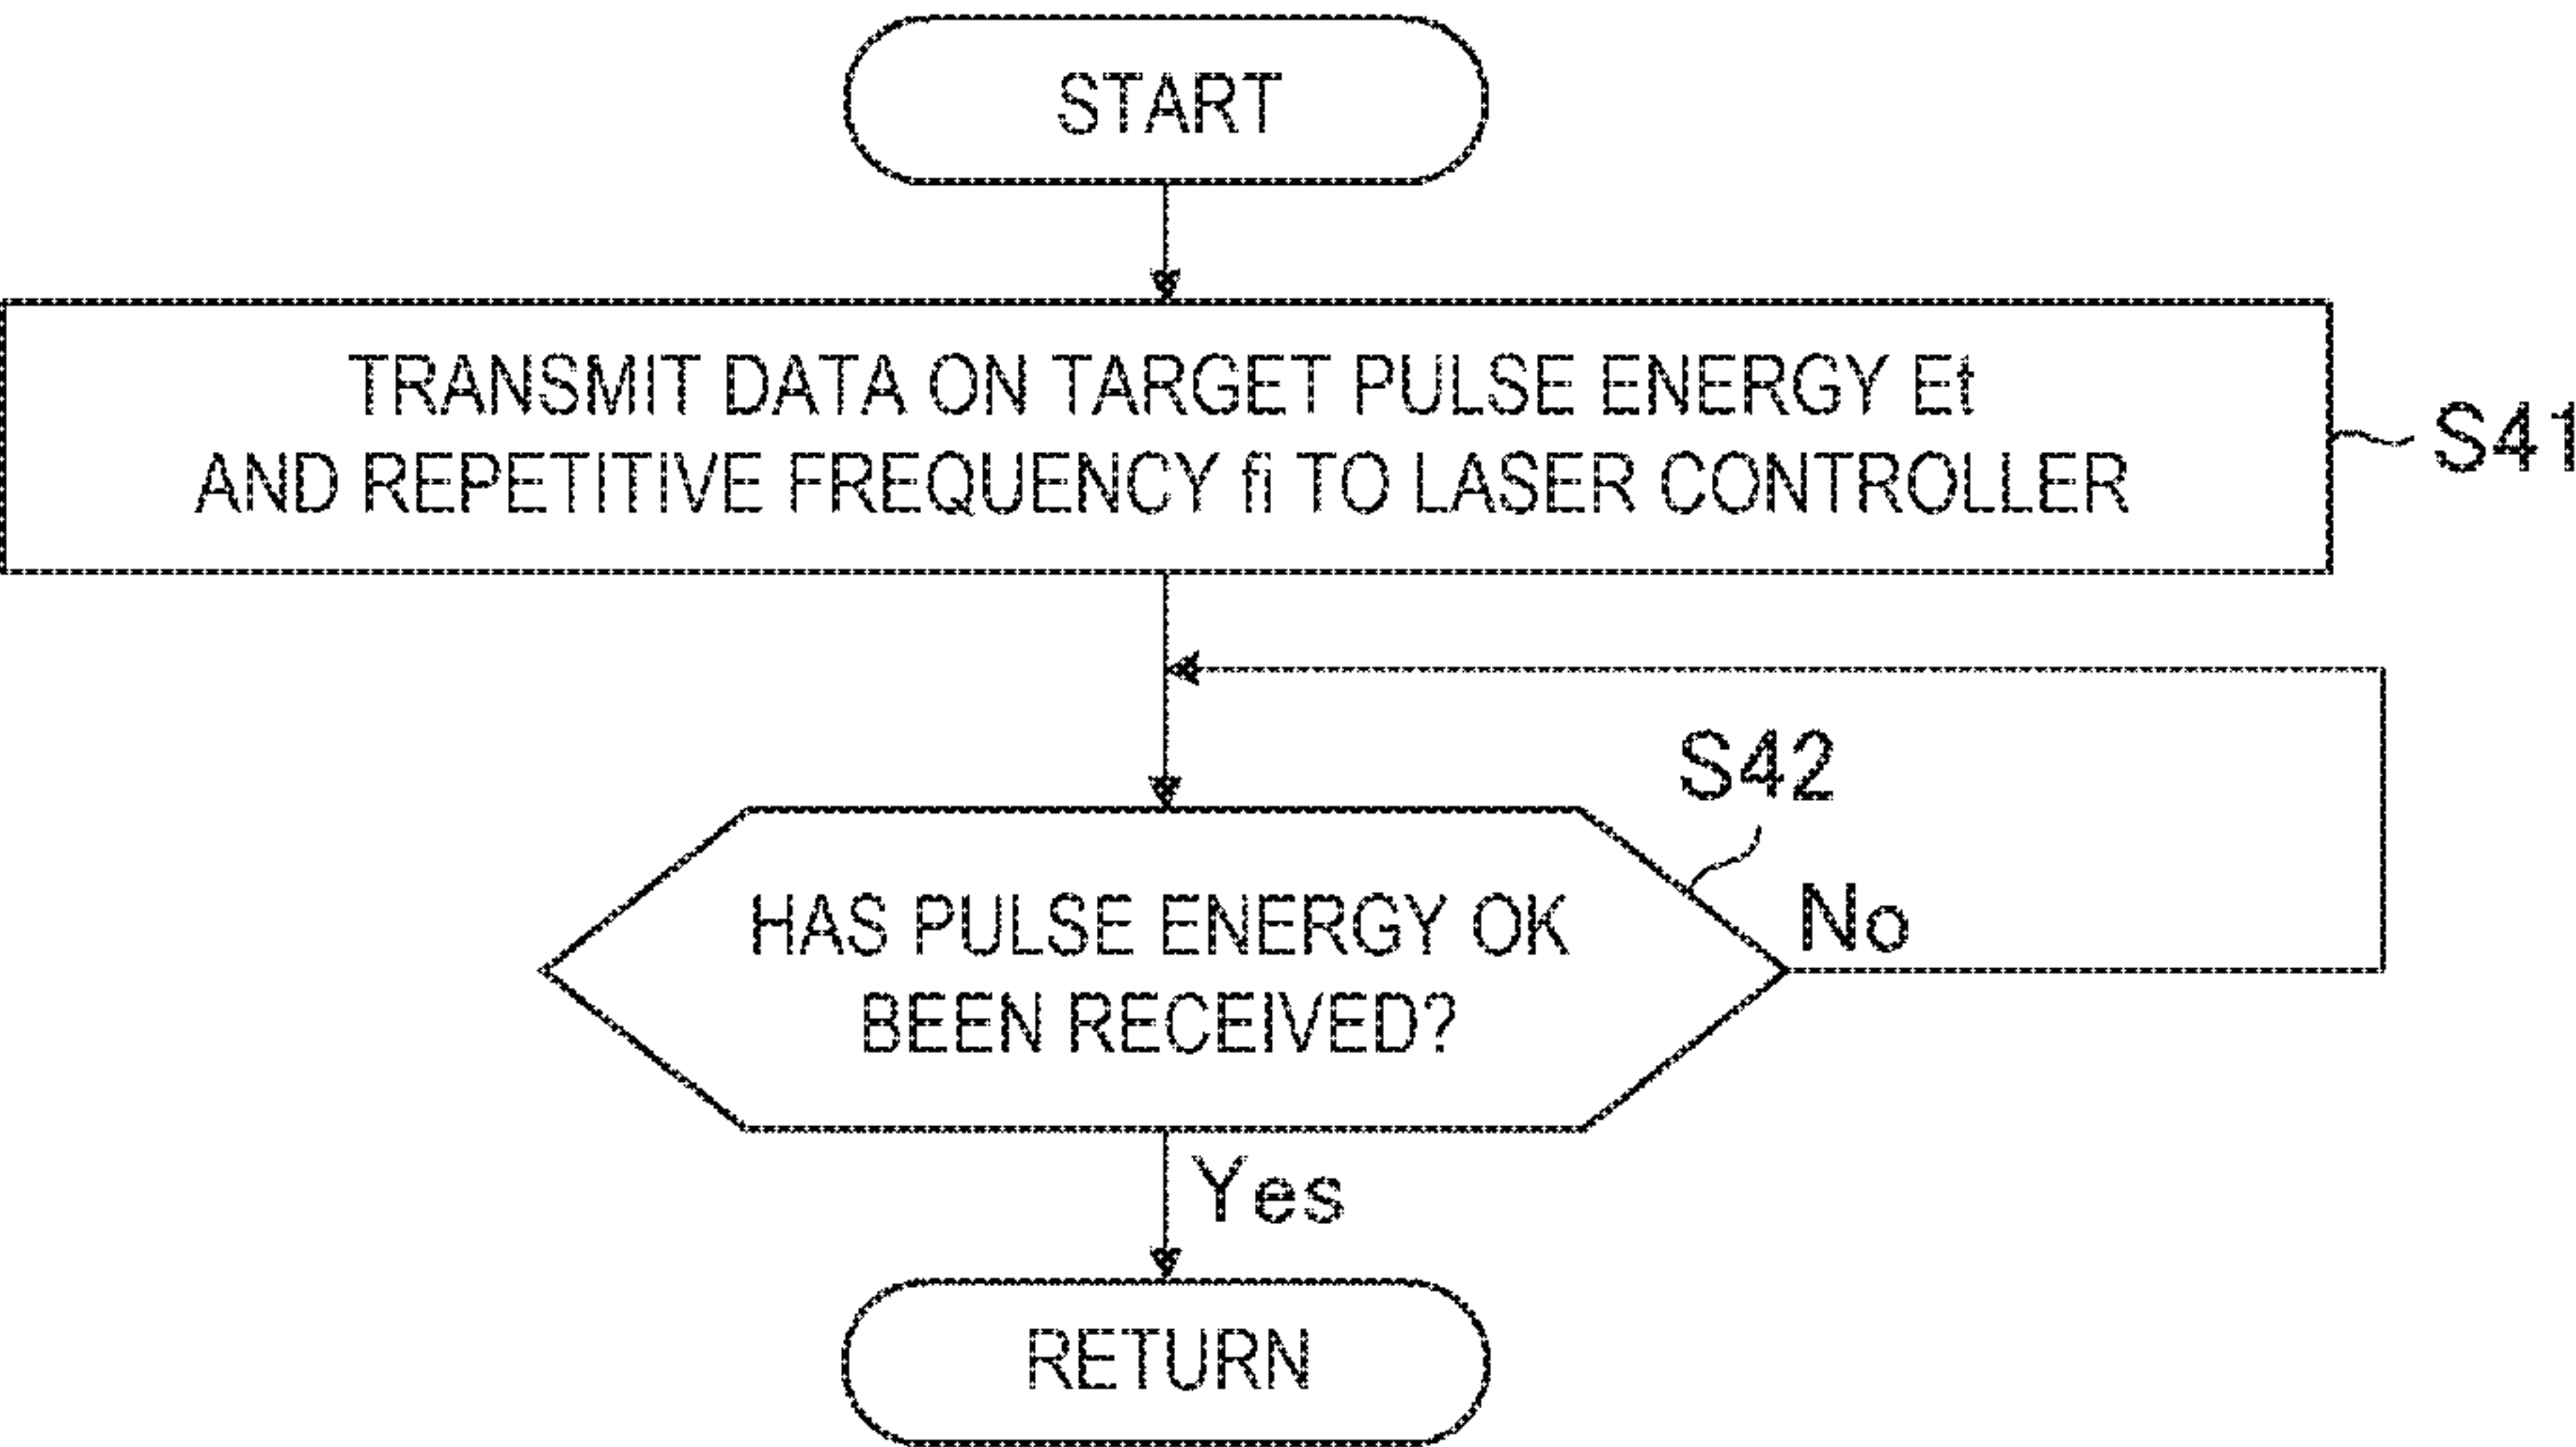 START
TRANSMIT DATA ON TARGET PULSE ENERGY Et
AND REPETITIVE FREQUENCY fi TO LASER CONTROLLER
S41
S42
HAS PULSE ENERGY OK
BEEN RECEIVED?
No
Yes
RETURN